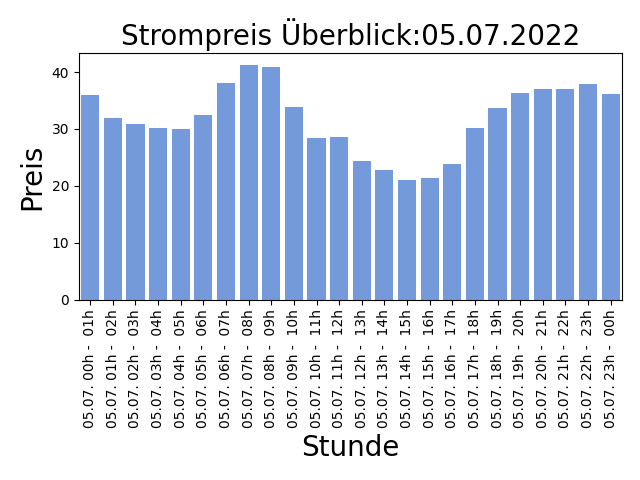 Strompreis Überblick:05.07.2022
Preis
40
30
20
10
0
05.07. 00h - 01h
05.07. 01h - 02h
05.07. 02h - 03h
05.07. 03h - 04h
05.07. 04h - 05h
05.07. 05h - 06h
05.07. 06h - 07h
05.07. 07h - 08h
05.07. 08h - 09h
05.07. 09h - 10h
05.07. 10h - 11h
05.07. 11h - 12h
05.07. 12h - 13h
05.07. 13h - 14h
05.07. 14h - 15h
05.07. 15h - 16h
05.07. 16h - 17h
05.07. 17h - 18h
05.07. 18h - 19h
05.07. 19h - 20h
05.07. 20h - 21h
05.07. 21h - 22h
05.07. 22h - 23h
05.07. 23h - 00h
Stunde